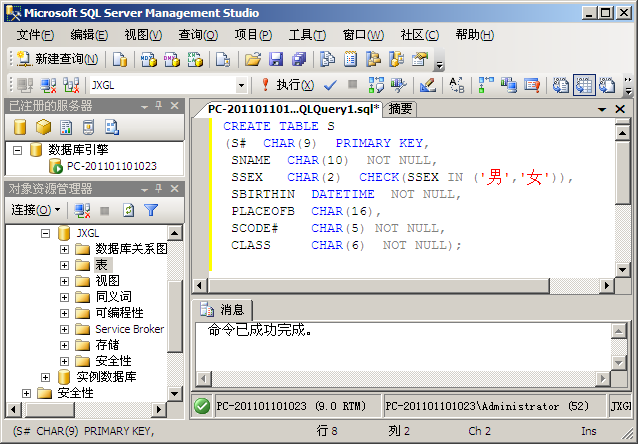 Microsoft SQL Server Management Studio
文件(F) 编辑(E) 视图(V) 查询(Q) 项目(P) 工具(T) 窗口(W) 社区(C) 帮助(H)
新建查询(N)
JXGL 执行(X)
已注册的服务器
数据库引擎
PC-201101101023
对象资源管理器
连接(O)
JXGL
数据库关系图
表
视图
同义词
可编程性
Service Broker
存储
安全性
实例数据库
安全性
PC-201101101...QLQuery1.sql* 摘要
CREATE TABLE S
(S# CHAR(9) PRIMARY KEY,
SNAME CHAR(10) NOT NULL,
SSEX CHAR(2) CHECK(SSEX IN ('男','女')),
SBIRTHIN DATETIME NOT NULL,
PLACEOFB CHAR(16),
SCODE# CHAR(5) NOT NULL,
CLASS CHAR(6) NOT NULL);
消息
命令已成功完成。
PC-201101101023 (9.0 RTM) PC-201101101023\Administrator (52) JXGL
(S# CHAR(9) PRIMARY KEY, 行 8 列 2 Ch 2 Ins